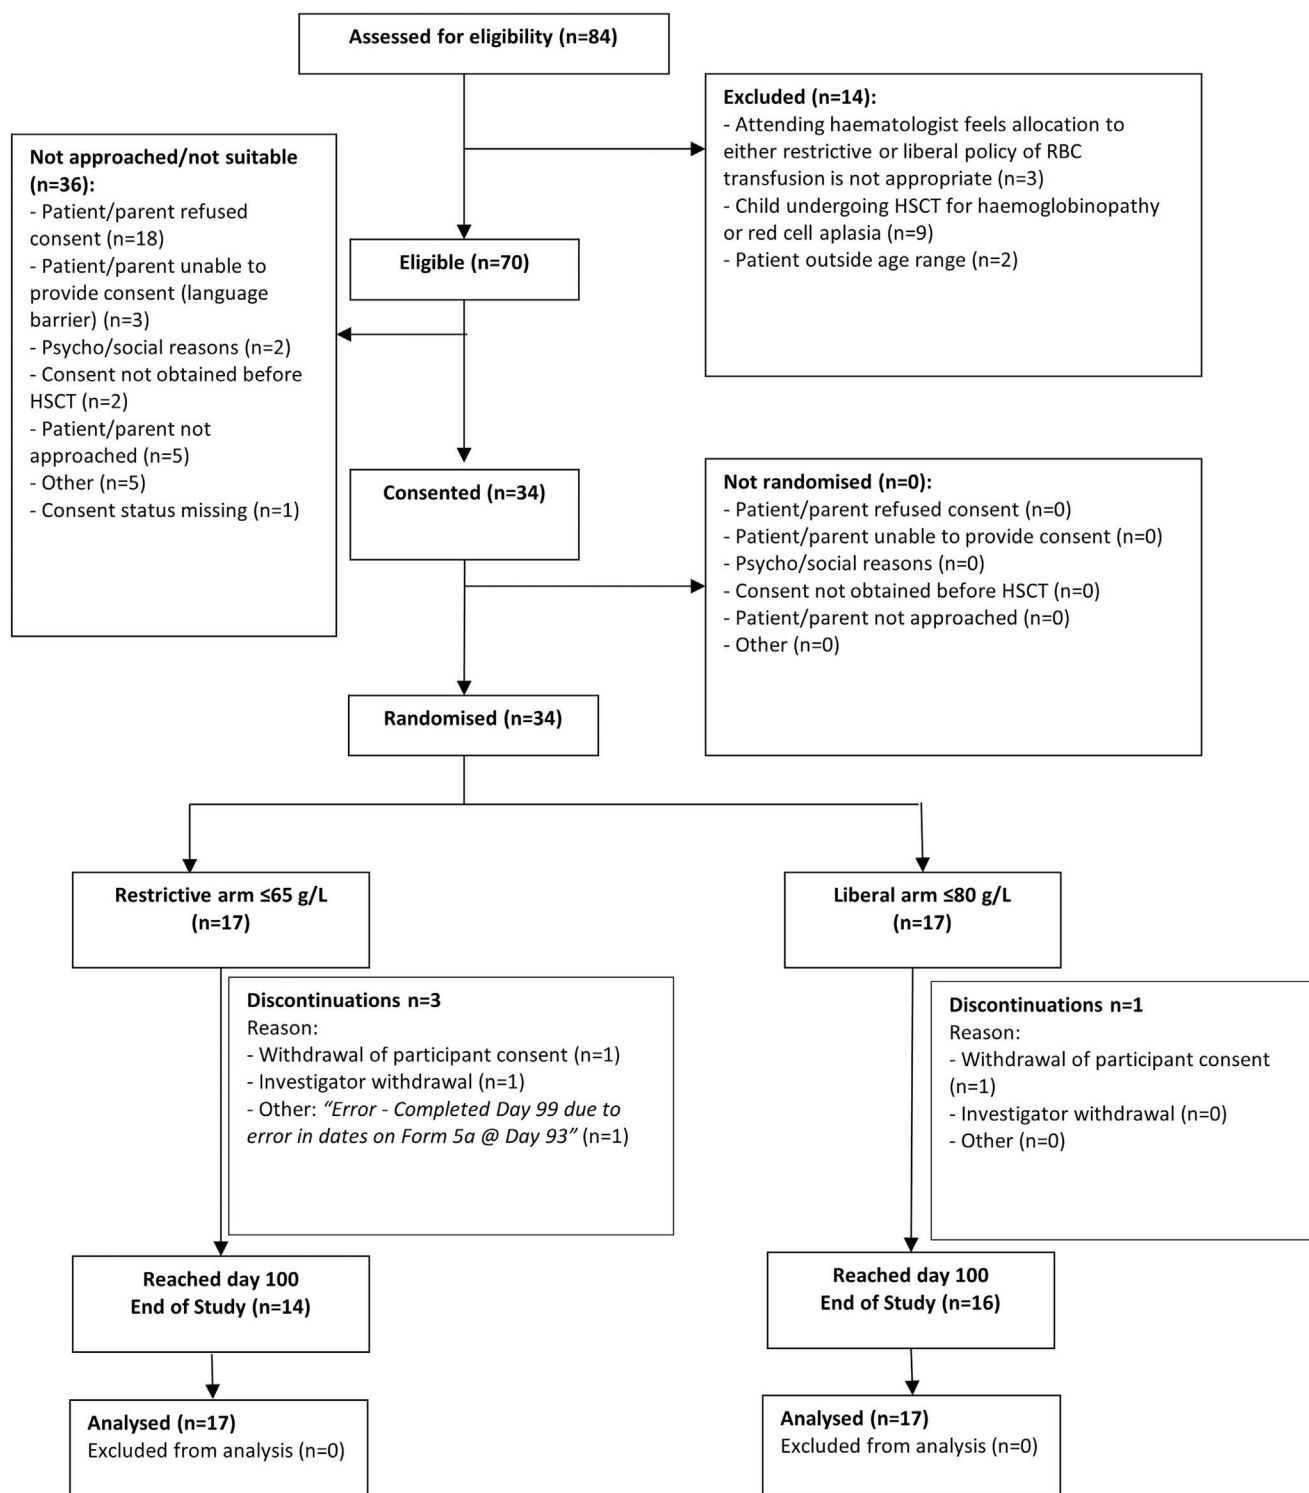 Assessed for eligibility (n=84)
Excluded (n=14):
- Attending haematologist feels allocation to
either restrictive or liberal policy of RBC
transfusion is not appropriate (n=3)
- Child undergoing HSCT for haemoglobinopathy
or red cell aplasia (n=9)
- Patient outside age range (n=2)
Not approached/not suitable
(n=36):
- Patient/parent refused
consent (n=18)
- Patient/parent unable to
provide consent (language
barrier) (n=3)
- Psycho/social reasons (n=2)
- Consent not obtained before
HSCT (n=2)
- Patient/parent not
approached (n=5)
- Other (n=5)
- Consent status missing (n=1)
Eligible (n=70)
Consented (n=34)
Not randomised (n=0):
- Patient/parent refused consent (n=0)
- Patient/parent unable to provide consent (n=0)
- Psycho/social reasons (n=0)
- Consent not obtained before HSCT (n=0)
- Patient/parent not approached (n=0)
- Other (n=0)
Randomised (n=34)
Restrictive arm ≤65 g/L
(n=17)
Liberal arm ≤80 g/L
(n=17)
Discontinuations n=3
Reason:
- Withdrawal of participant consent (n=1)
- Investigator withdrawal (n=1)
- Other: “Error - Completed Day 99 due to
error in dates on Form 5a @ Day 93” (n=1)
Discontinuations n=1
Reason:
- Withdrawal of participant consent
(n=1)
- Investigator withdrawal (n=0)
- Other (n=0)
Reached day 100
End of Study (n=14)
Reached day 100
End of Study (n=16)
Analysed (n=17)
Excluded from analysis (n=0)
Analysed (n=17)
Excluded from analysis (n=0)